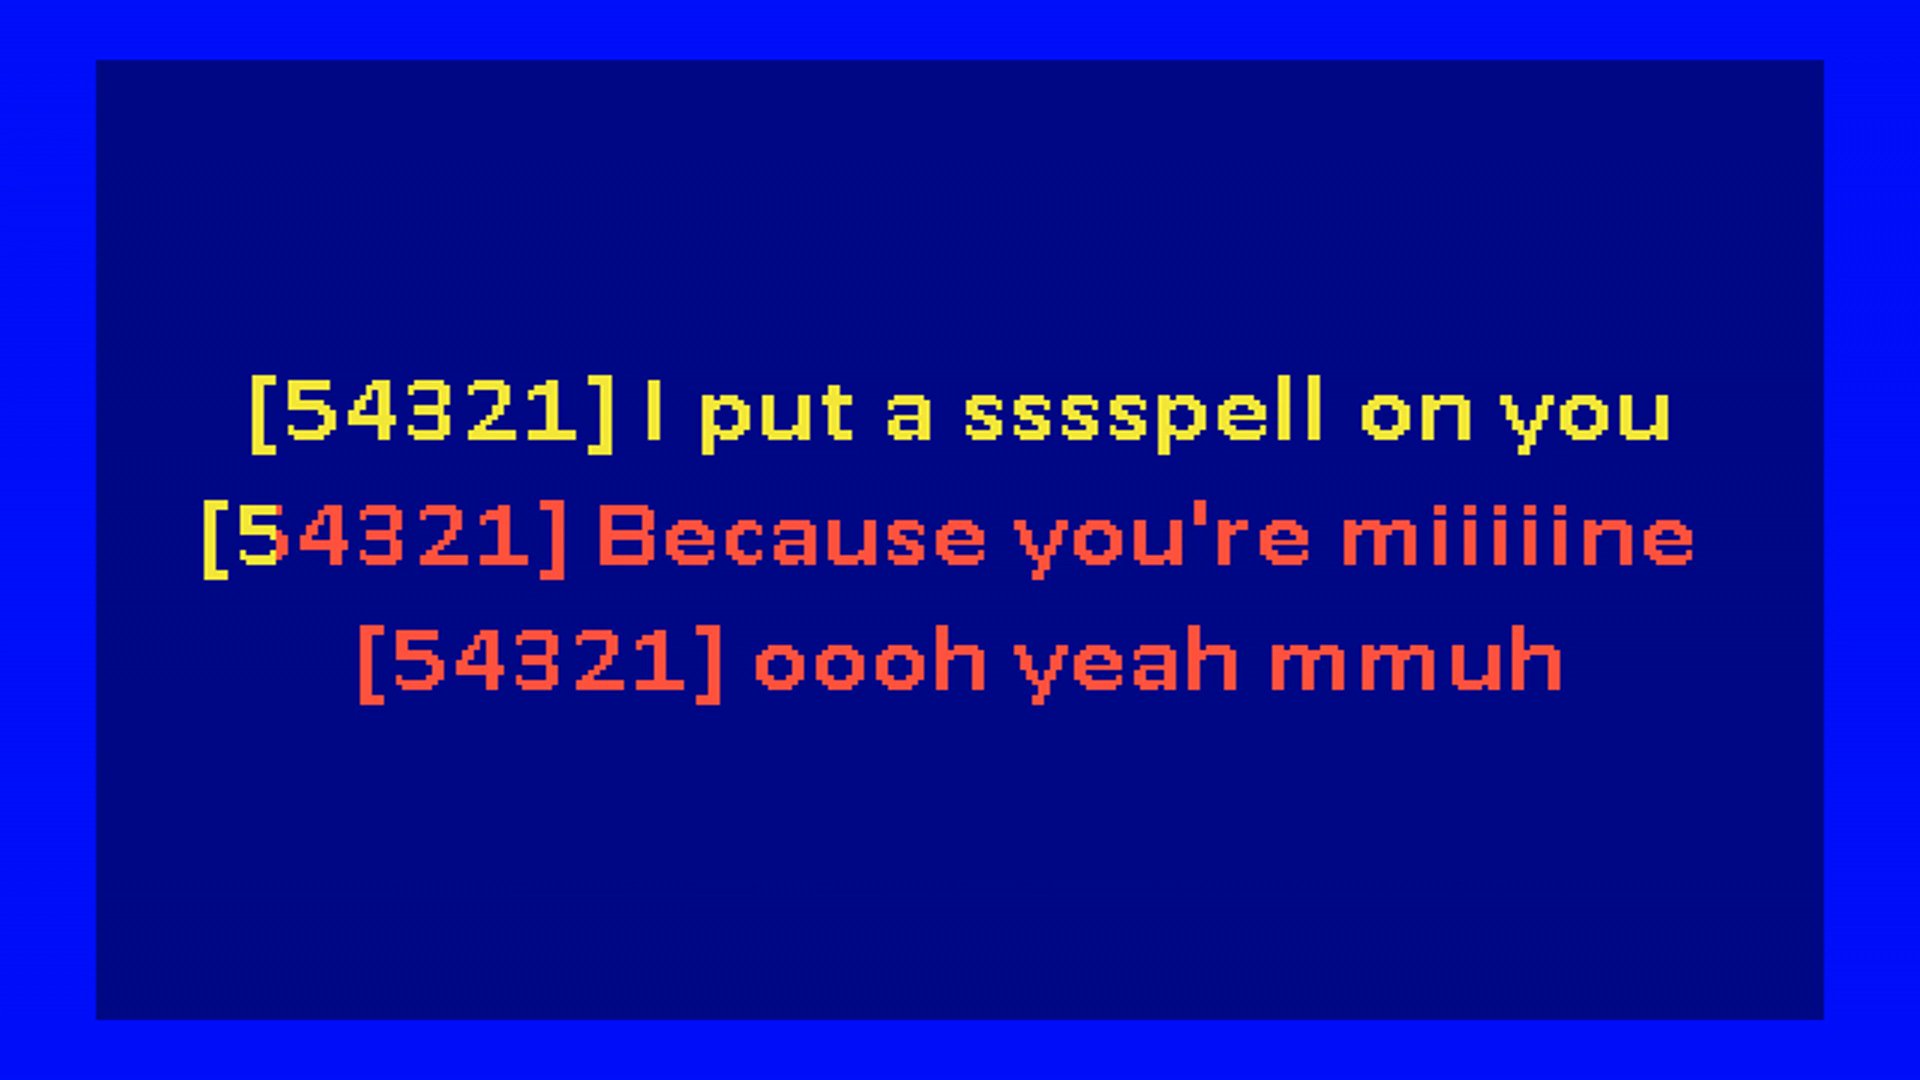 [54321] I put a sssspell on you
[54321] Because you're miiiiine
[54321] oooh yeah mmuh